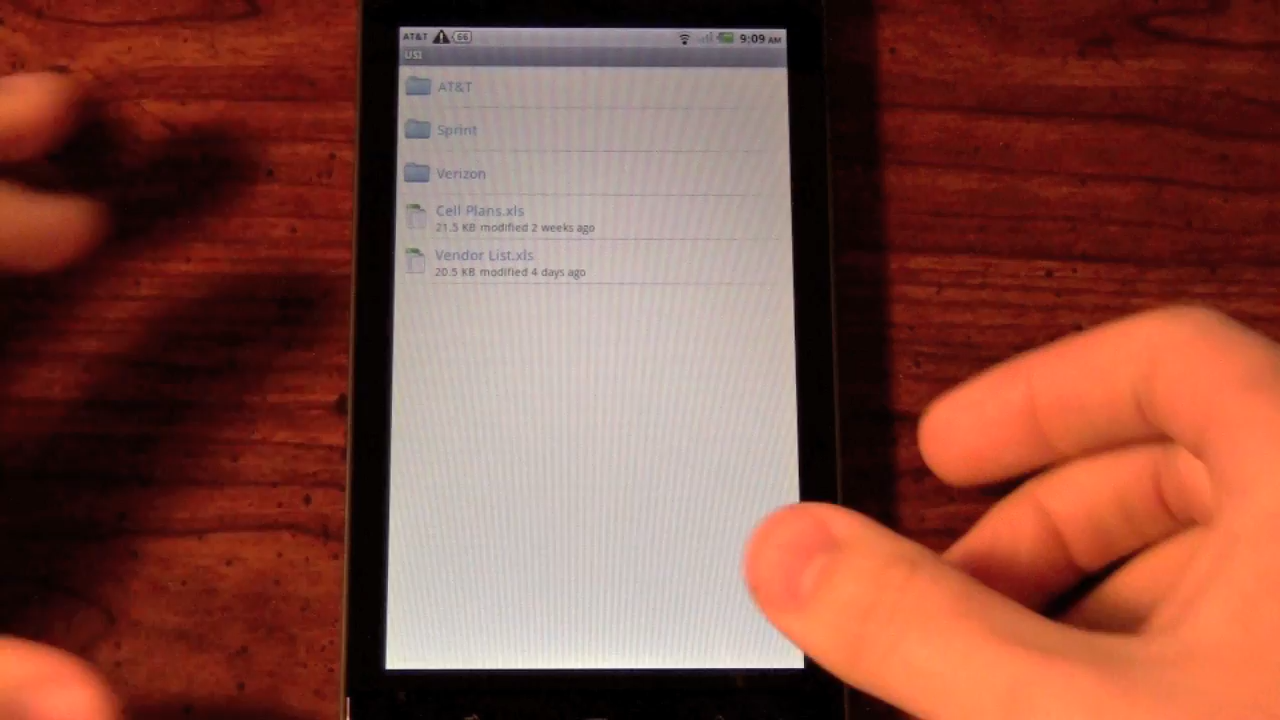 AT&T 66 9:09 AM
AT&T
Sprint
Verizon
Cell Plans.xls
21.5 KB modified 2 weeks ago
Vendor List.xls
20.5 KB modified 4 days ago